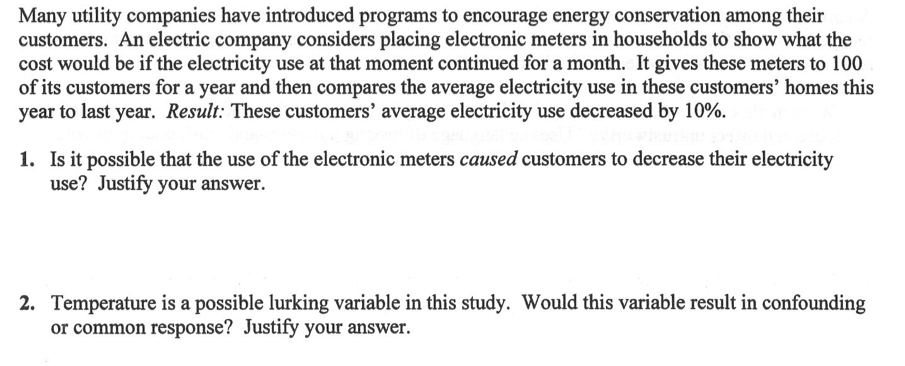 Many utility companies have introduced programs to encourage energy conservation among their
customers. An electric company considers placing electronic meters in households to show what the
cost would be if the electricity use at that moment continued for a month. It gives these meters to 100
of its customers for a year and then compares the average electricity use in these customers' homes this
year to last year. Result: These customers' average electricity use decreased by 10%.
1. Is it possible that the use of the electronic meters caused customers to decrease their electricity
use? Justify your answer.
2. Temperature is a possible lurking variable in this study. Would this variable result in confounding
or common response? Justify your answer.